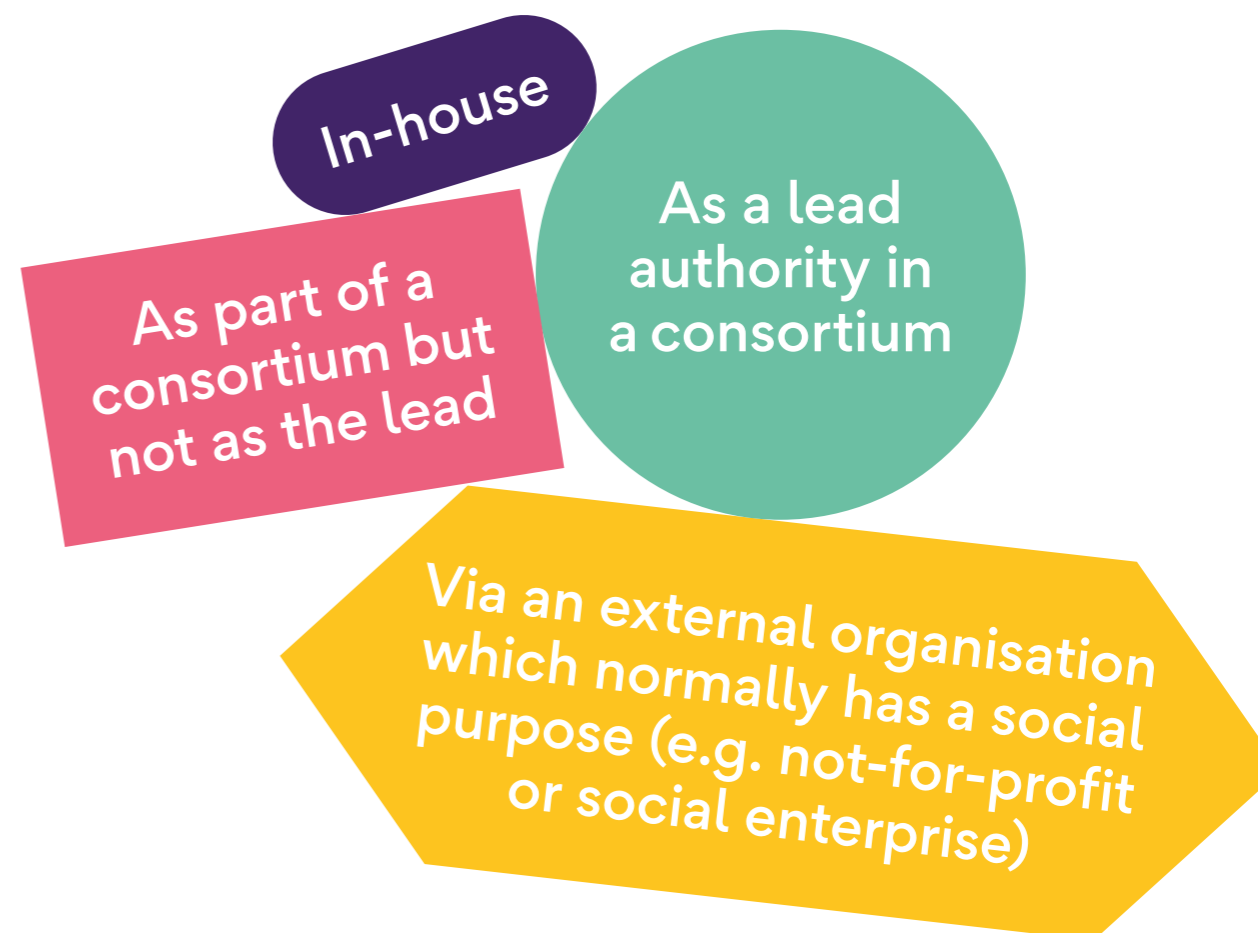 In-house
As a lead
authority in
a consortium
As part of a
consortium but
not as the lead
Via an external organisation
which normally has a social
purpose (e.g. not-for-profit
or social enterprise)